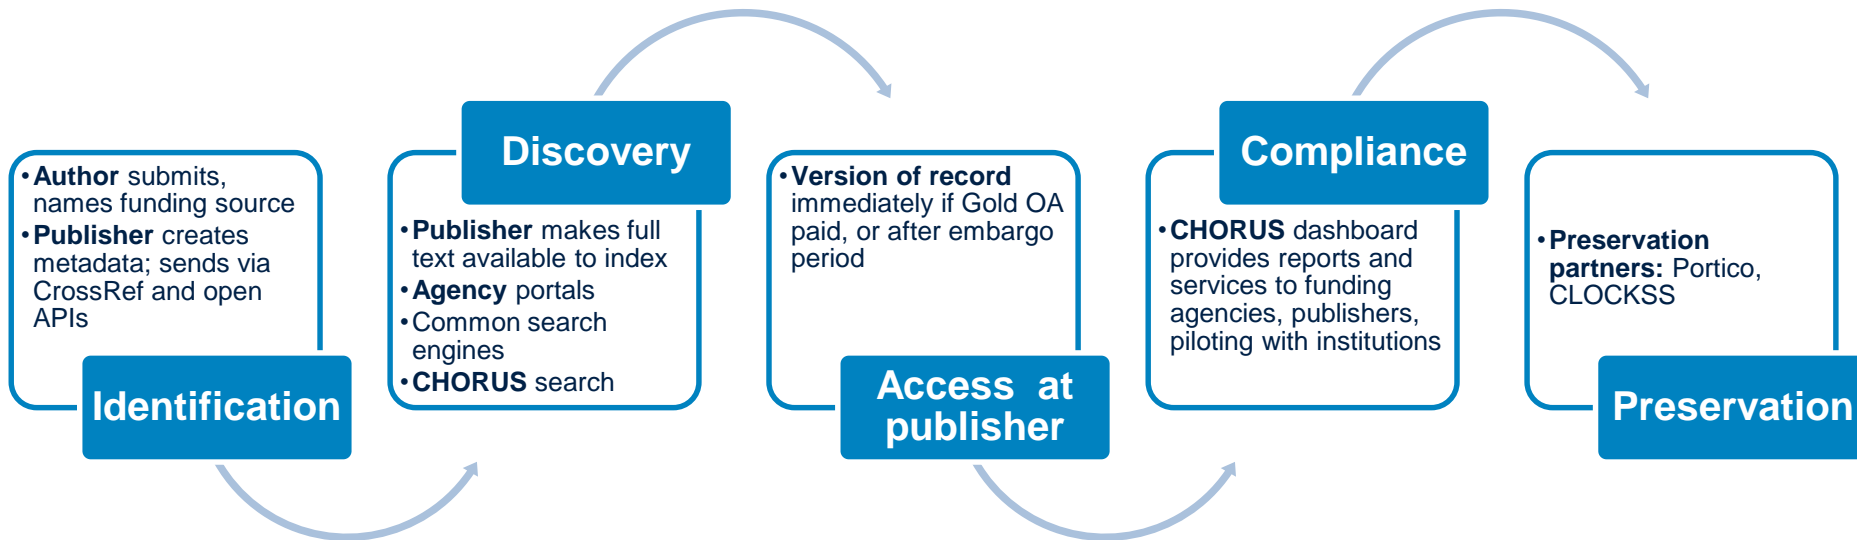 •Author submits,
names funding source
•Publisher creates
metadata; sends via
CrossRef and open
APIs
Identification
Discovery
•Publisher makes full
text available to index
•Agency portals
•Common search
engines
•CHORUS search
•Version of record
immediately if Gold OA
paid, or after embargo
period
Access at
publisher
Compliance
•CHORUS dashboard
provides reports and
services to funding
agencies, publishers,
piloting with institutions
•Preservation
partners: Portico,
CLOCKSS
Preservation